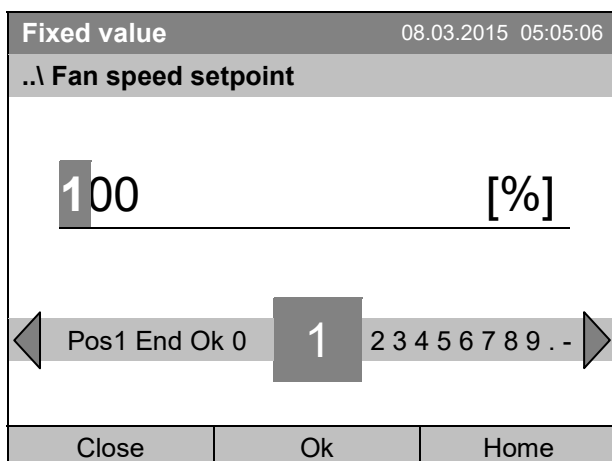 Fixed value 08.03.2015 05:05:06
..\ Fan speed setpoint
100 [%]
Pos1 End Ok 0 1 2 3 4 5 6 7 8 9 . -
Close Ok Home